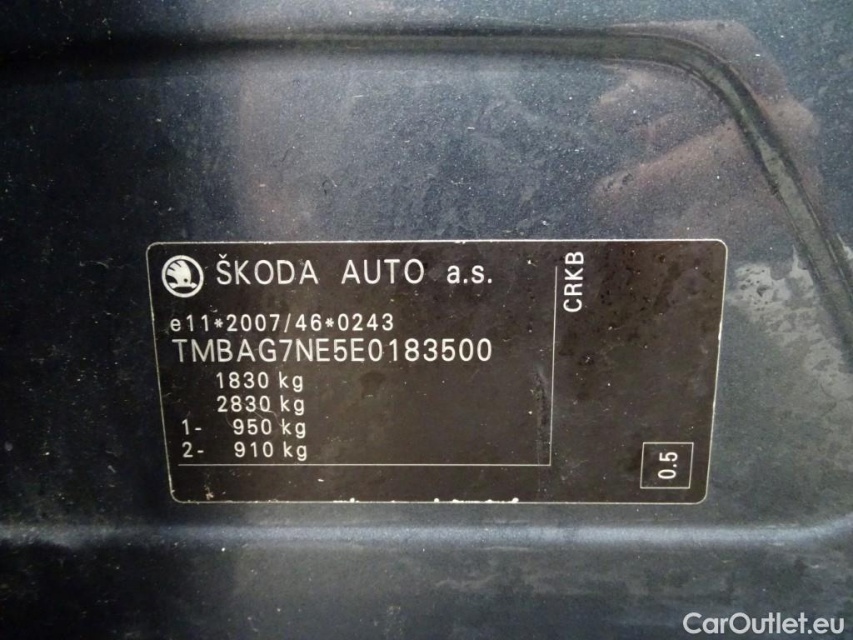 ŠKODA AUTO a.s.
e11*2007/46*0243
TMBAG7NE5E0183500
1830 kg
2830 kg
1- 950 kg
2- 910 kg
CRKB
0.5
CarOutlet.eu